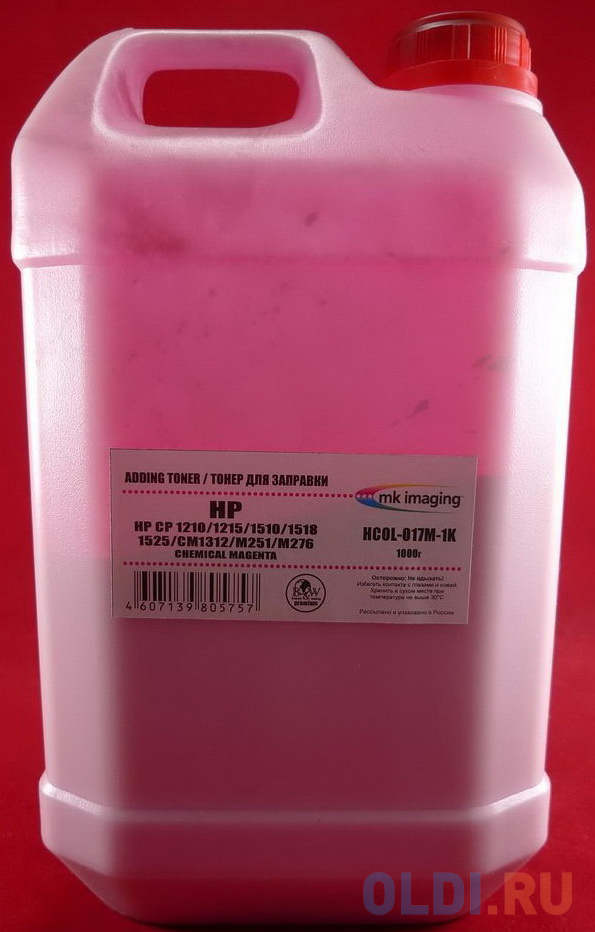 ADDING TONER / ТОНЕР ДЛЯ ЗАПРАВКИ
mk imaging
HP
HP CP 1210/1215/1510/1518
1525/CM1312/M251/M276
CHEMICAL MAGENTA
HCOL-017M-1K
1000г
4 607139 805757
B&W
premium
Осторожно: Не вдыхать!
Избегать контакта с глазами и кожей.
Хранить в сухом месте при
температуре не выше 30°C
Рассыпано и упаковано в России
OLDI.RU